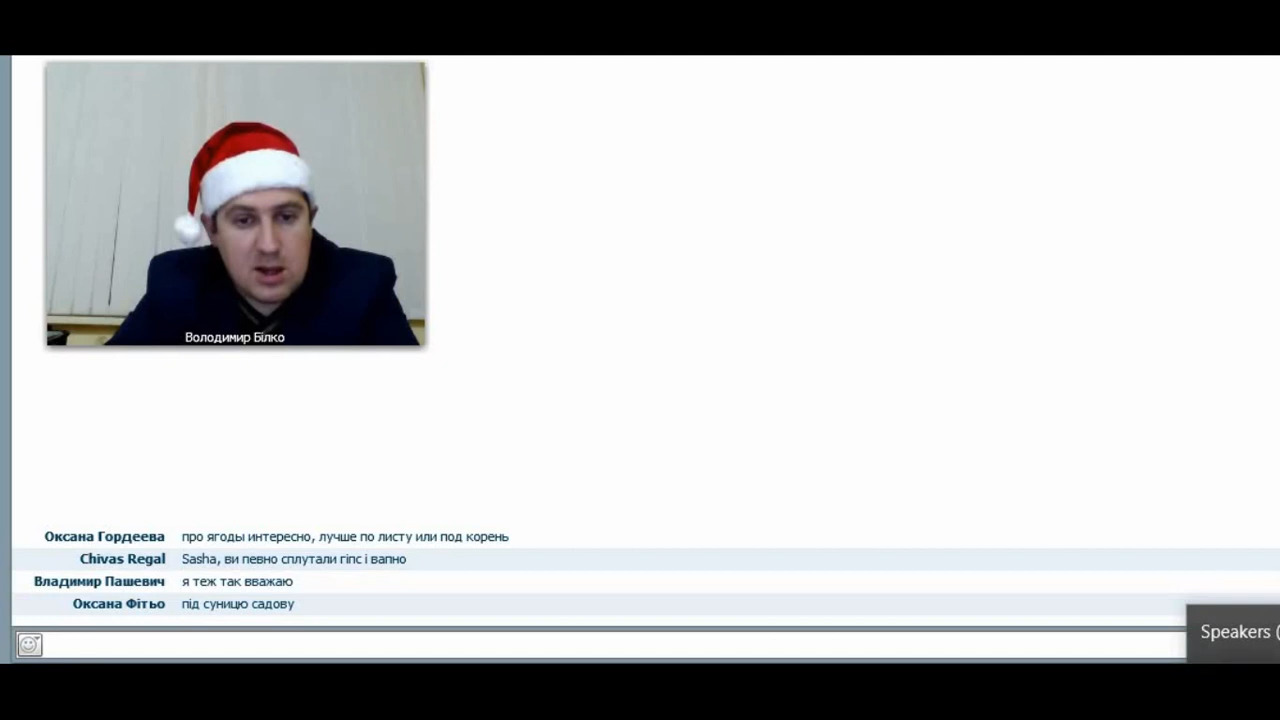 Володимир Білко
Оксана Гордеева про ягоды интересно, лучше по листу или под корень
Chivas Regal Sasha, ви певно сплутали гіпс і вапно
Владимир Пашевич я теж так вважаю
Оксана Фітьо під суницю садову
Speakers (